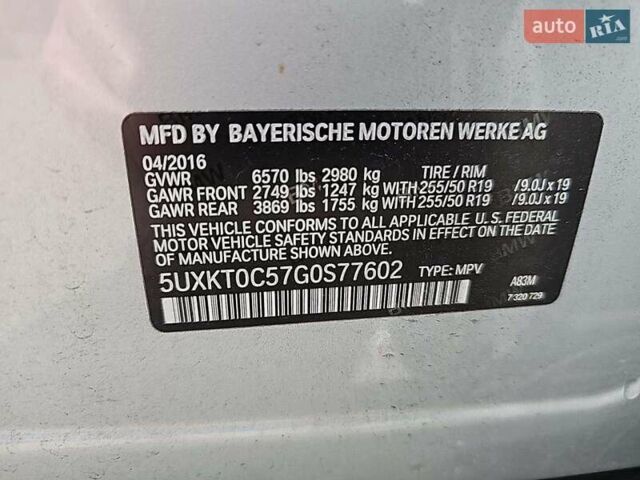 auto RIA.com
MFD BY BAYERISCHE MOTOREN WERKE AG
04/2016
GVWR 6570 lbs 2980 kg TIRE / RIM
GAWR FRONT 2749 lbs 1247 kg WITH 255/50 R19 /9.0J x 19
GAWR REAR 3869 lbs 1755 kg WITH 255/50 R19 /9.0J x 19
THIS VEHICLE CONFORMS TO ALL APPLICABLE U.S. FEDERAL
MOTOR VEHICLE SAFETY STANDARDS IN EFFECT ON THE DATE
OF MANUFACTURE.
5UXKT0C57G0S77602 TYPE: MPV A83M
7 320 729